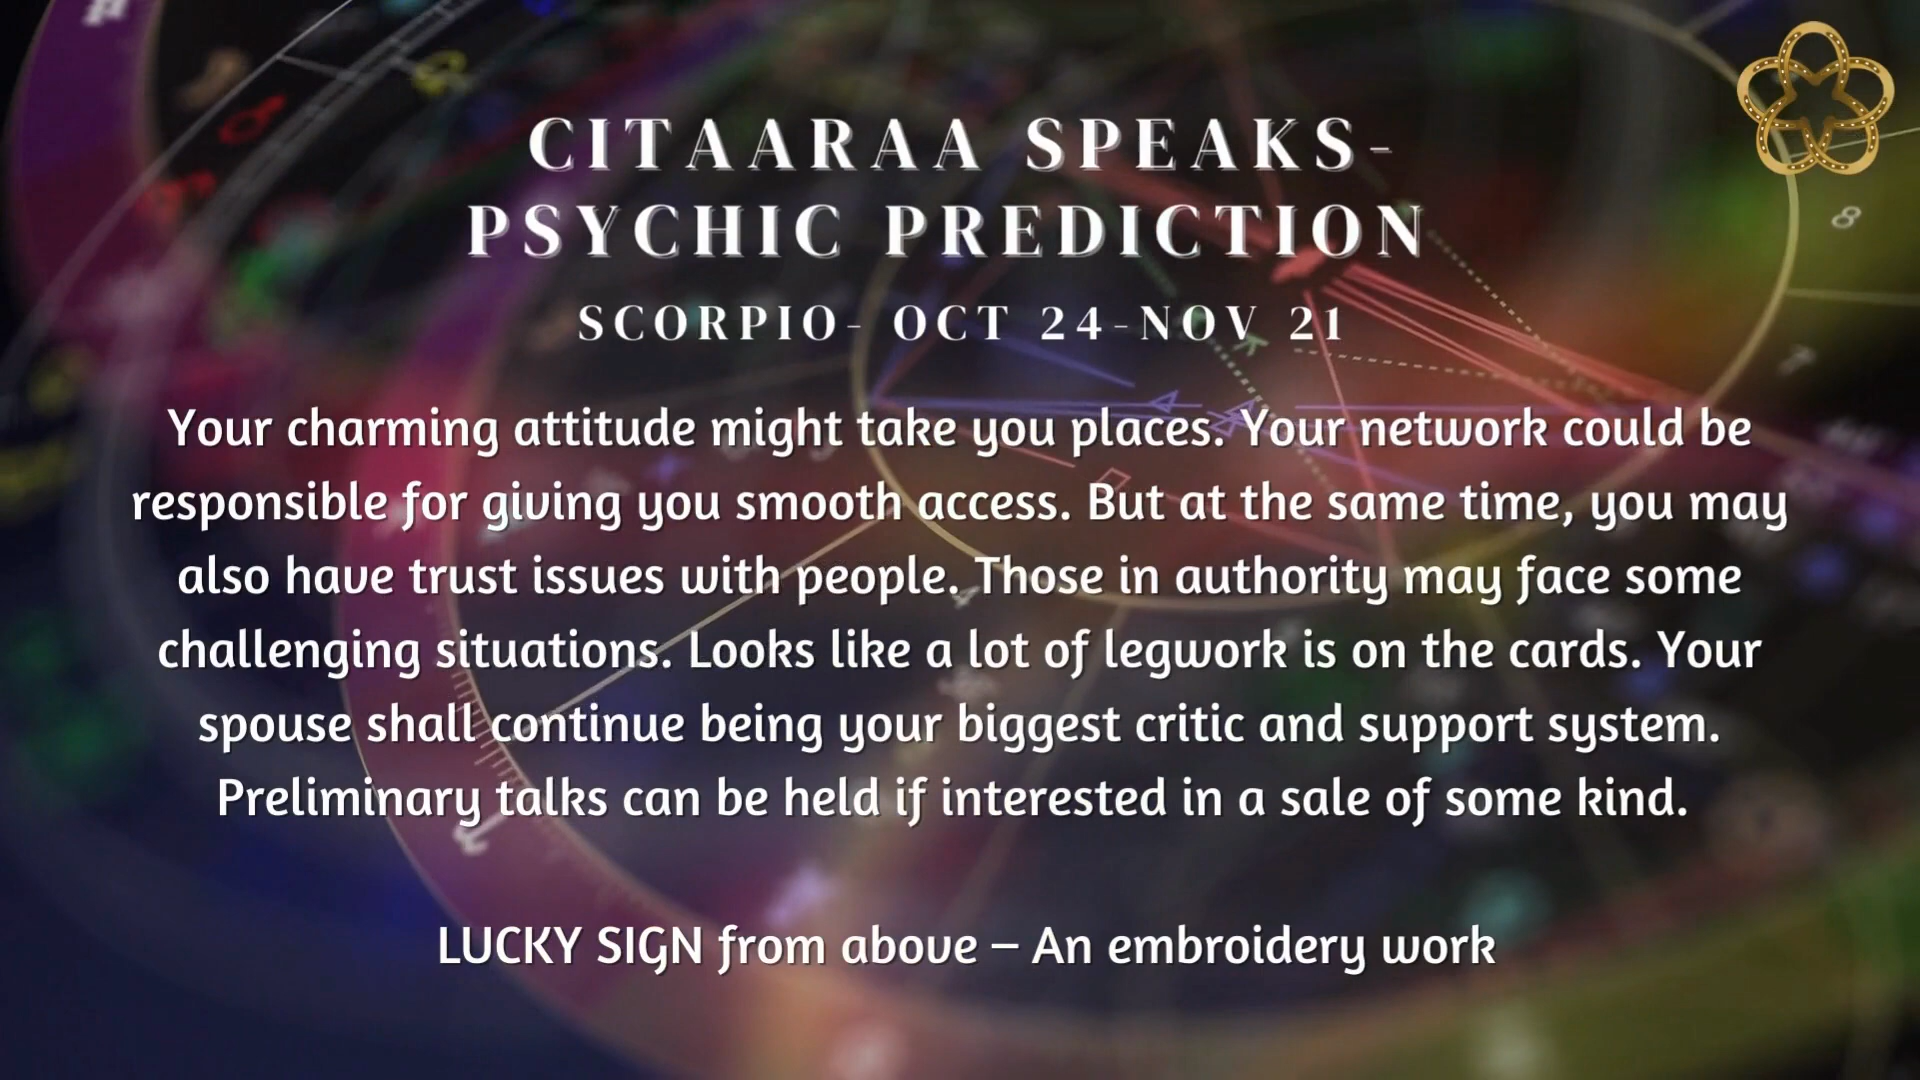 CITAARAA SPEAKS-
PSYCHIC PREDICTION
SCORPIO- OCT 24-NOV 21
Your charming attitude might take you places. Your network could be
responsible for giving you smooth access. But at the same time, you may
also have trust issues with people. Those in authority may face some
challenging situations. Looks like a lot of legwork is on the cards. Your
spouse shall continue being your biggest critic and support system.
Preliminary talks can be held if interested in a sale of some kind.
LUCKY SIGN from above – An embroidery work
8
7